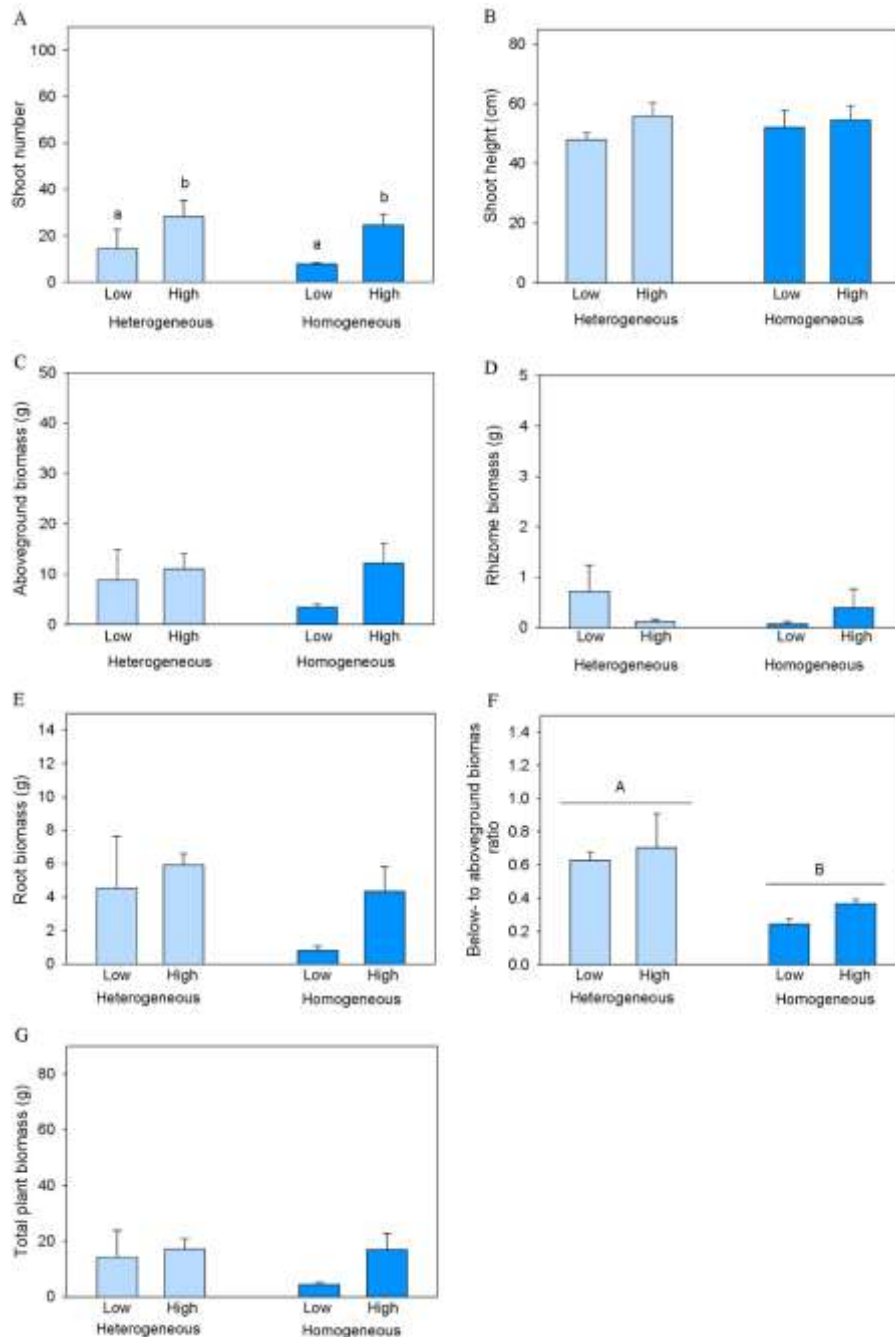 A
Shoot number
100
80
60
40
20
0
a
b
a
b
Low High Low High
Heterogeneous Homogeneous
B
Shoot height (cm)
80
60
40
20
0
Low High Low High
Heterogeneous Homogeneous
C
Aboveground biomass (g)
50
40
30
20
10
0
Low High Low High
Heterogeneous Homogeneous
D
Rhizome biomass (g)
5
4
3
2
1
0
Low High Low High
Heterogeneous Homogeneous
E
Root biomass (g)
14
12
10
8
6
4
2
0
Low High Low High
Heterogeneous Homogeneous
F
Below- to aboveground biomas
ratio
1.4
1.2
1.0
0.8
0.6
0.4
0.2
0.0
A
B
Low High Low High
Heterogeneous Homogeneous
G
Total plant biomass (g)
80
60
40
20
0
Low High Low High
Heterogeneous Homogeneous